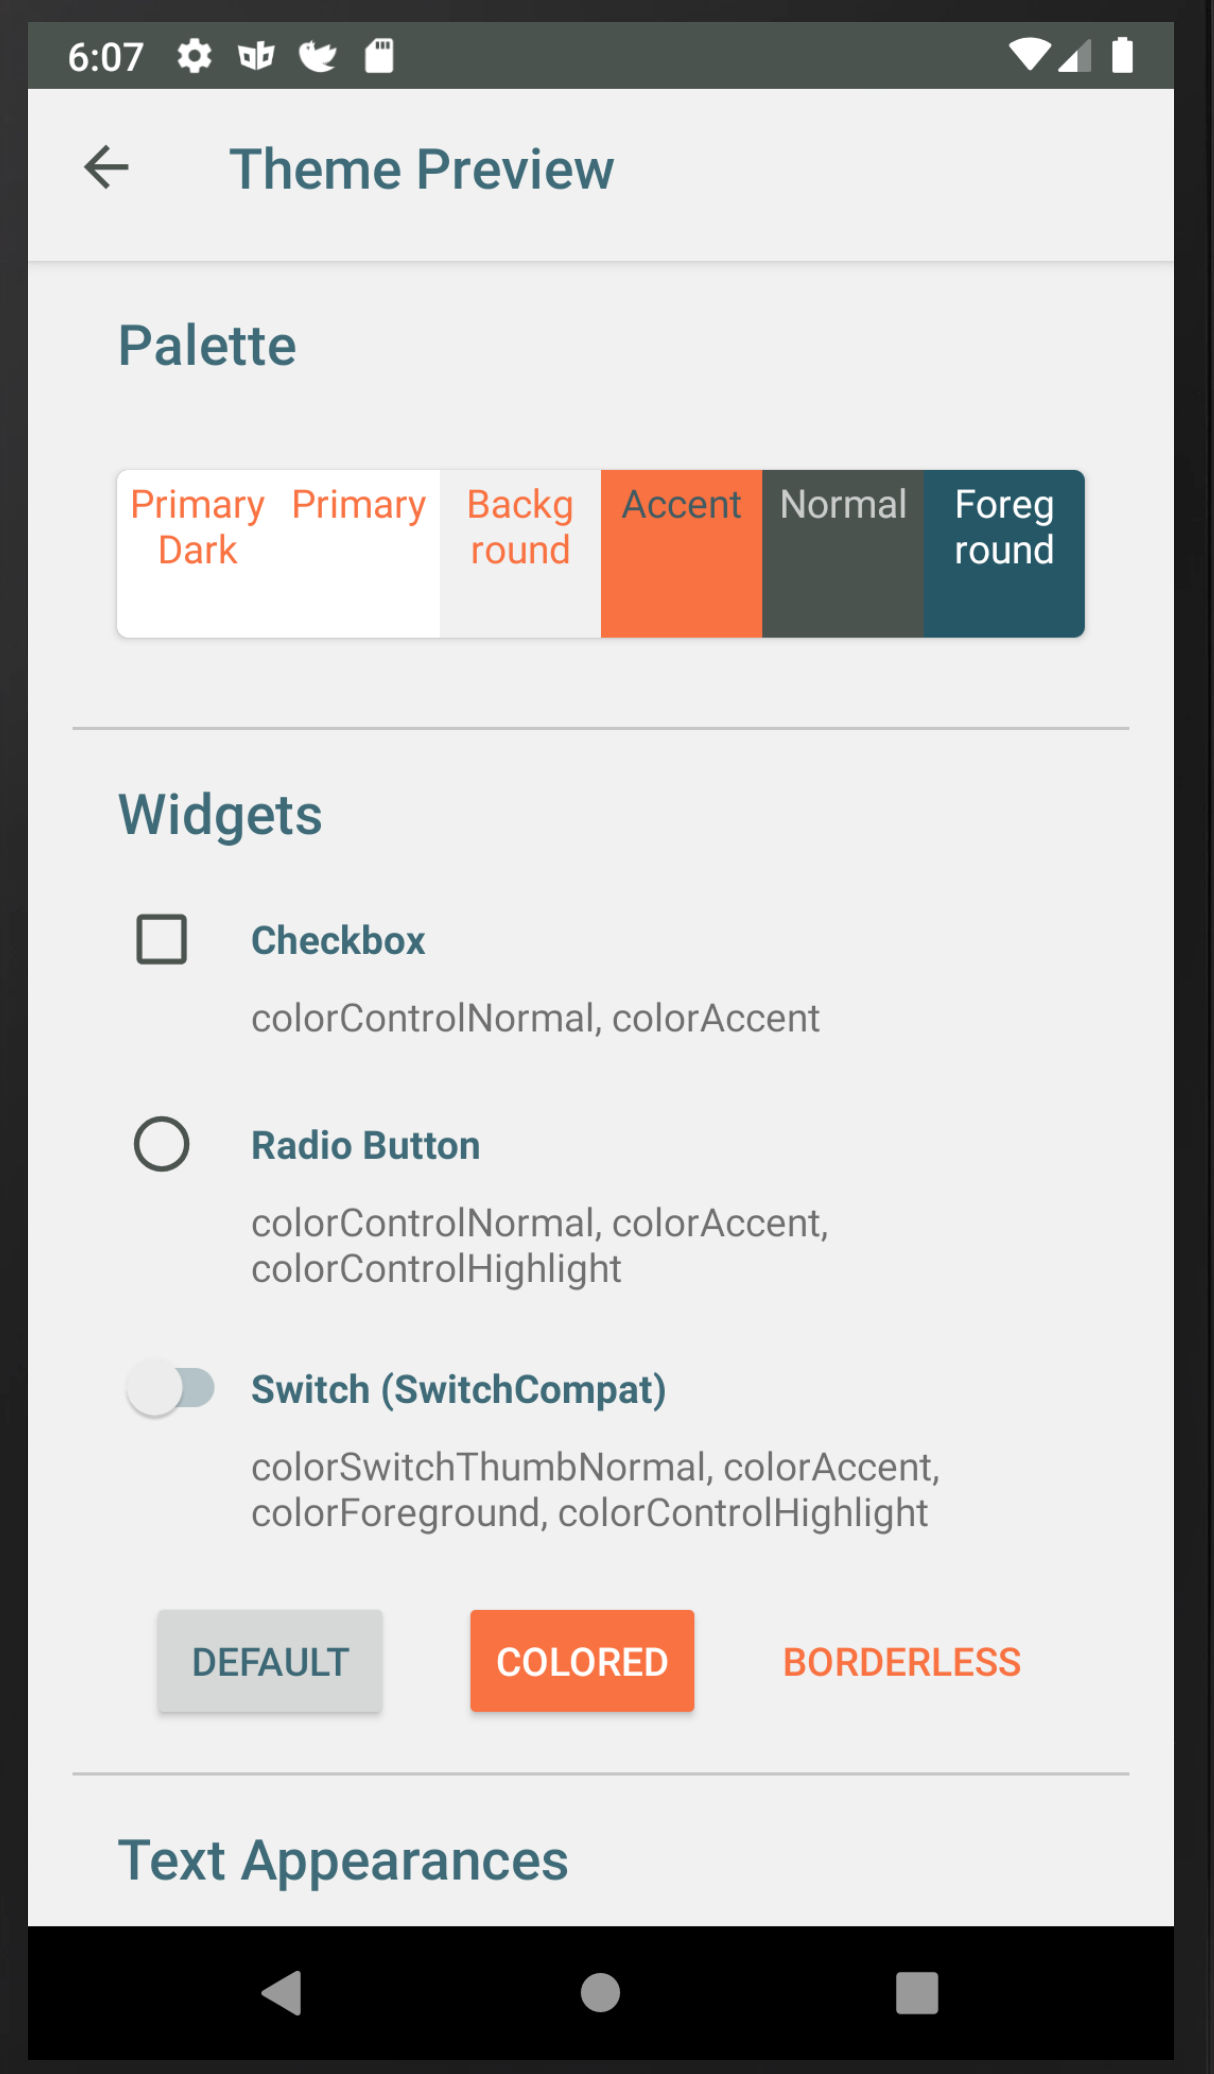 6:07
Theme Preview
Palette
Primary Dark
Primary
Backg
round
Accent
Normal
Foreg
round
Widgets
Checkbox
colorControlNormal, colorAccent
Radio Button
colorControlNormal, colorAccent,
colorControlHighlight
Switch (SwitchCompat)
colorSwitchThumbNormal, colorAccent,
colorForeground, colorControlHighlight
DEFAULT
COLORED
BORDERLESS
Text Appearances